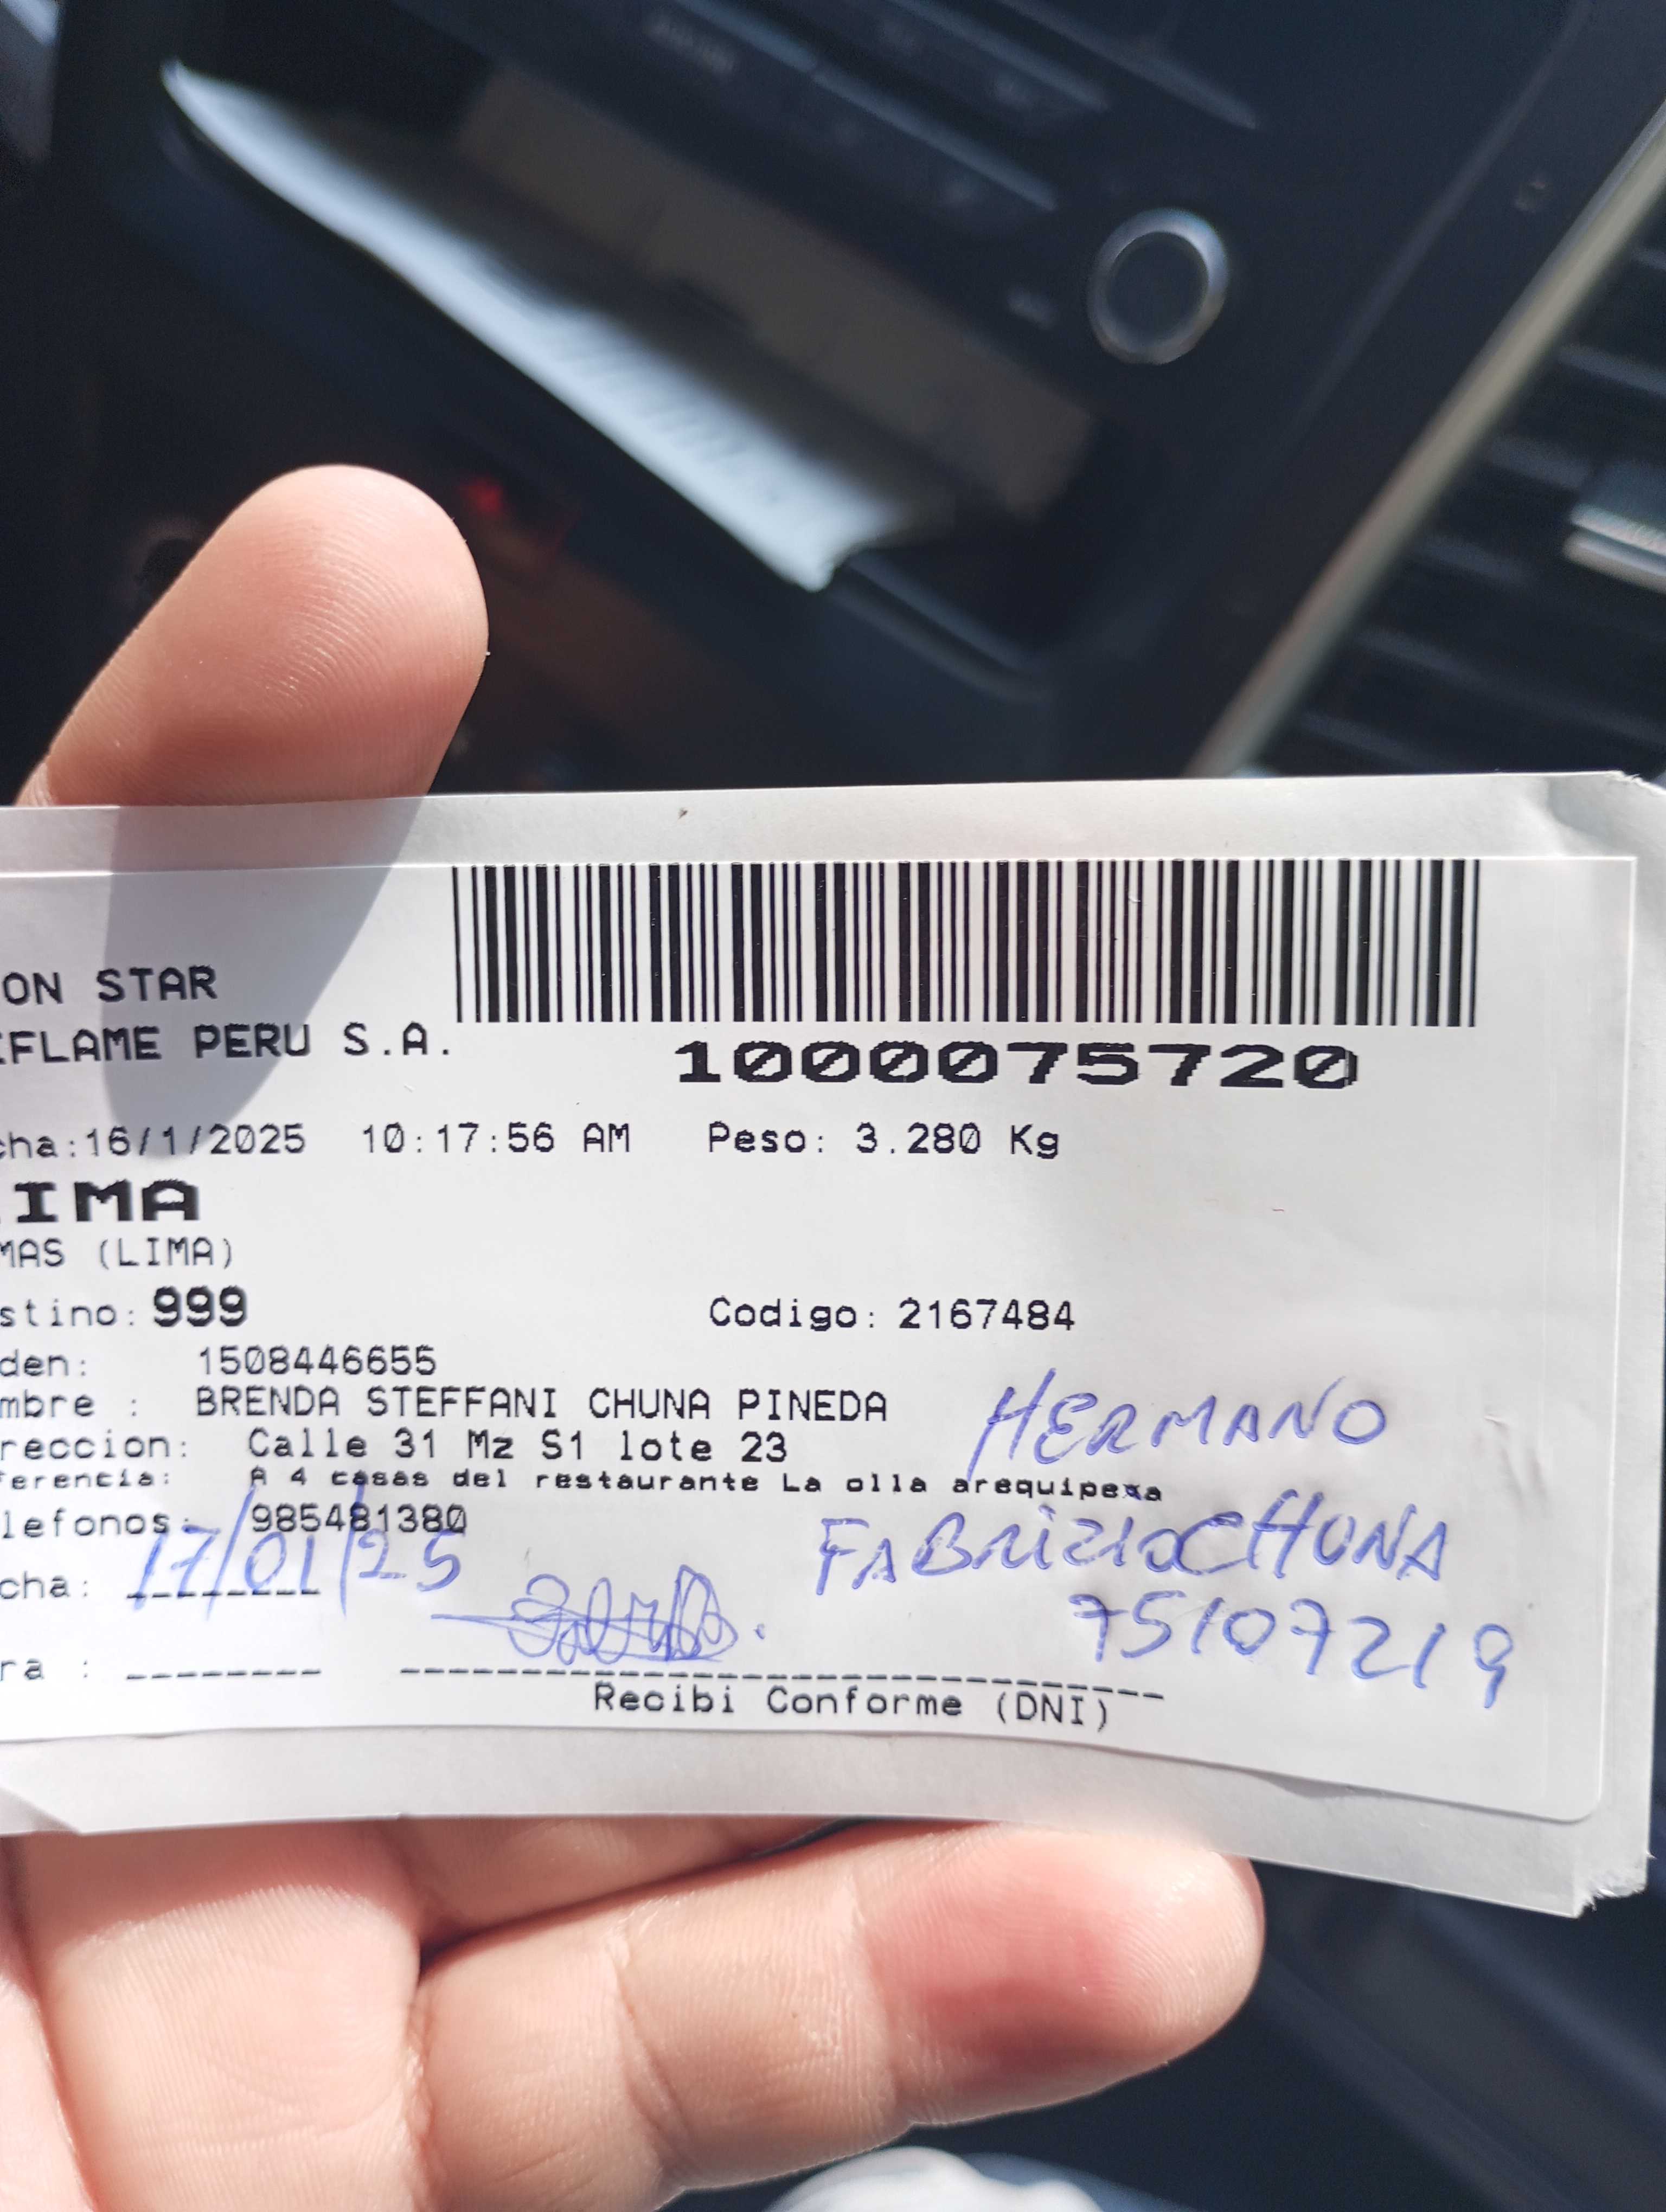 ON STAR
EFLAME PERU S.A.
1000075720
cha:16/1/2025 10:17:56 AM Peso: 3.280 Kg
IMA
MAS (LIMA)
stino: 999 Codigo: 2167484
den: 1508446655
mbre : BRENDA STEFFANI CHUNA PINEDA
reccion: Calle 31 Mz S1 lote 23
HERMANO
erencia: A 4 casas del restaurante La olla arequipexa
lefonos: 985481380
FABRIZIO CHUNA
cha: 17/01/25
75107219
ra :
Recibi Conforme (DNI)